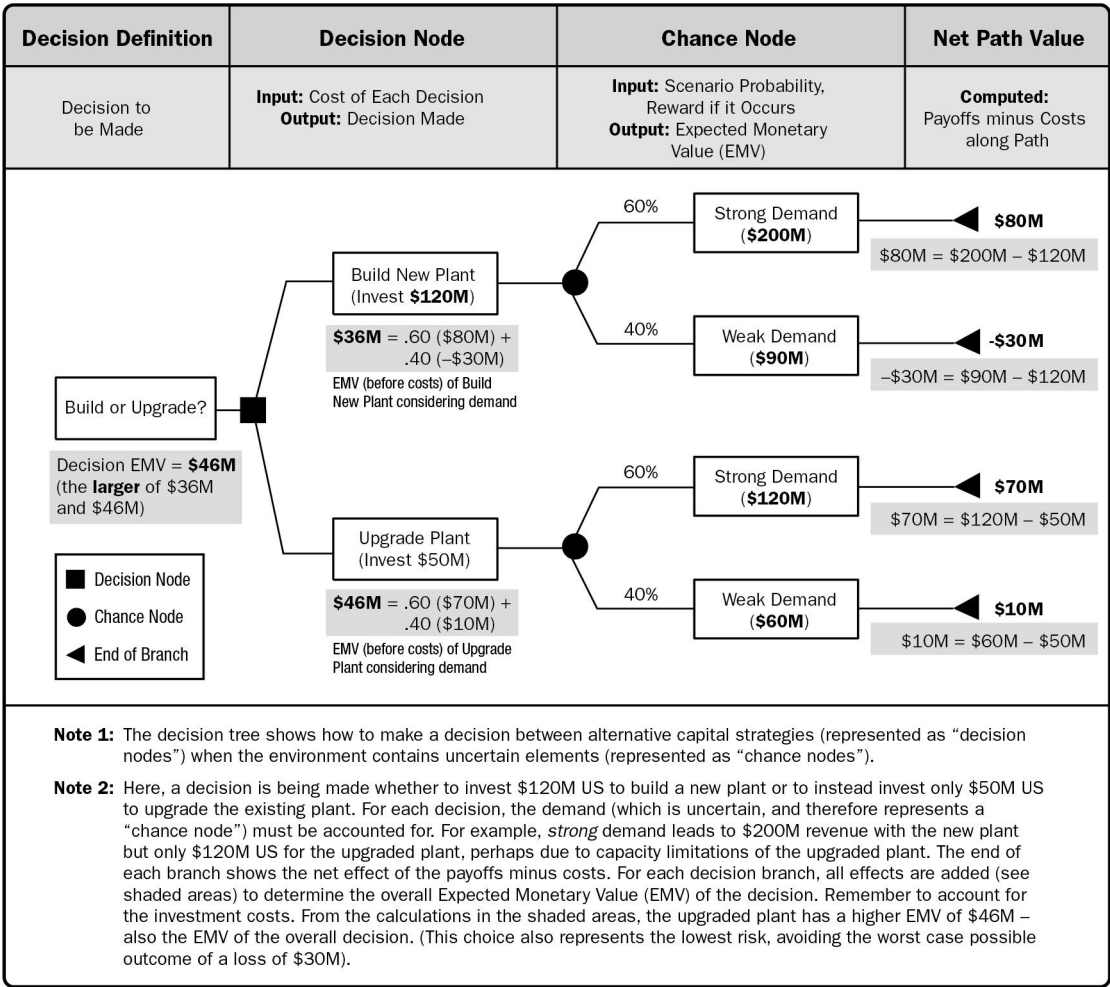 Decision Definition
Decision Node
Chance Node
Net Path Value
Decision to
be Made
Input: Cost of Each Decision
Output: Decision Made
Input: Scenario Probability,
Reward if it Occurs
Output: Expected Monetary
Value (EMV)
Computed:
Payoffs minus Costs
along Path
Build or Upgrade?
Decision EMV = $46M
(the larger of $36M
and $46M)
Build New Plant
(Invest $120M)
$36M = .60 ($80M) +
.40 (–$30M)
EMV (before costs) of Build
New Plant considering demand
60%
Strong Demand
($200M)
$80M
$80M = $200M – $120M
40%
Weak Demand
($90M)
-$30M
–$30M = $90M – $120M
Upgrade Plant
(Invest $50M)
$46M = .60 ($70M) +
.40 ($10M)
EMV (before costs) of Upgrade
Plant considering demand
60%
Strong Demand
($120M)
$70M
$70M = $120M – $50M
40%
Weak Demand
($60M)
$10M
$10M = $60M – $50M
Decision Node
Chance Node
End of Branch
Note 1: The decision tree shows how to make a decision between alternative capital strategies (represented as “decision
nodes”) when the environment contains uncertain elements (represented as “chance nodes”).
Note 2: Here, a decision is being made whether to invest $120M US to build a new plant or to instead invest only $50M US
to upgrade the existing plant. For each decision, the demand (which is uncertain, and therefore represents a
“chance node”) must be accounted for. For example, strong demand leads to $200M revenue with the new plant
but only $120M US for the upgraded plant, perhaps due to capacity limitations of the upgraded plant. The end of
each branch shows the net effect of the payoffs minus costs. For each decision branch, all effects are added (see
shaded areas) to determine the overall Expected Monetary Value (EMV) of the decision. Remember to account for
the investment costs. From the calculations in the shaded areas, the upgraded plant has a higher EMV of $46M –
also the EMV of the overall decision. (This choice also represents the lowest risk, avoiding the worst case possible
outcome of a loss of $30M).